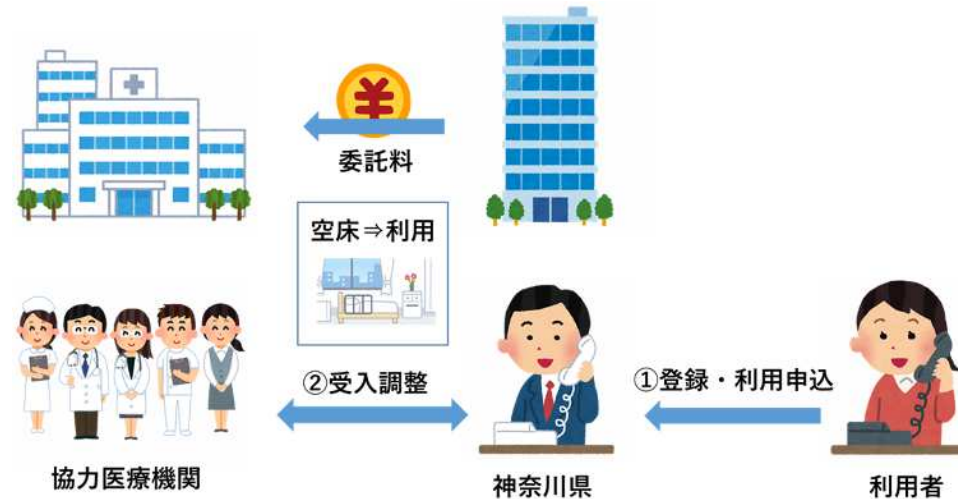 ¥
委託料
空床⇒利用
②受入調整
①登録・利用申込
協力医療機関
神奈川県
利用者